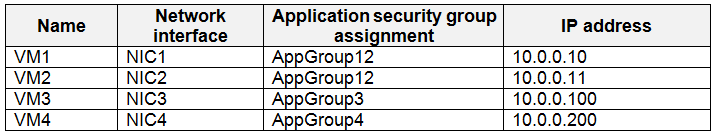 Name Network interface Application security group assignment IP address
VM1 NIC1 AppGroup12 10.0.0.10
VM2 NIC2 AppGroup12 10.0.0.11
VM3 NIC3 AppGroup3 10.0.0.100
VM4 NIC4 AppGroup4 10.0.0.200